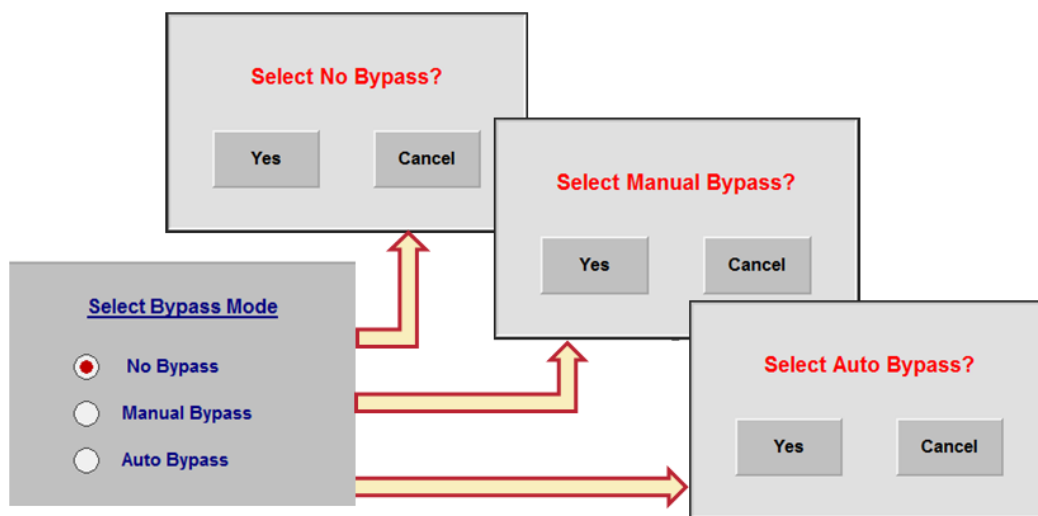 Select No Bypass?
Yes Cancel
Select Manual Bypass?
Yes Cancel
Select Bypass Mode
No Bypass
Manual Bypass
Auto Bypass
Select Auto Bypass?
Yes Cancel